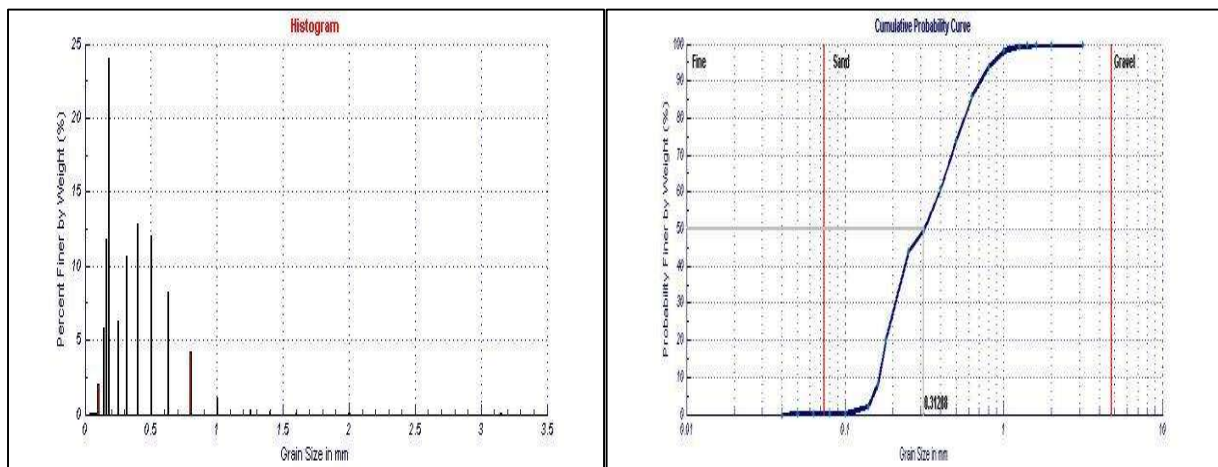 Histogram
25
20
15
10
5
0
Percent Finer by Weight (%)
0 0.5 1 1.5 2 2.5 3 3.5
Grain Size in mm
Cumulative Probability Curve
100
90
80
70
60
50
40
30
20
10
0
Probability Finer by Weight (%)
Fine Sand Gravel
0.31288
0.01 0.1 1 10
Grain Size in mm